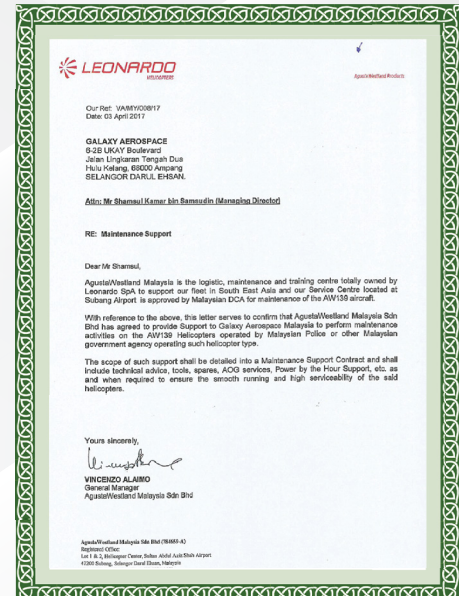 LEONARDO
HELICOPTERS
AgustaWestland Products
Our Ref: VA/MY/008/17
Date: 03 April 2017
GALAXY AEROSPACE
6-2B UKAY Boulevard
Jalan Lingkaran Tengah Dua
Hulu Kelang, 68000 Ampang
SELANGOR DARUL EHSAN.
Attn: Mr Shamsul Kamar bin Samsudin (Managing Director)
RE: Maintenance Support
Dear Mr Shamsul,
AgustaWestland Malaysia is the logistic, maintenance and training centre totally owned by
Leonardo SpA to support our fleet in South East Asia and our Service Centre located at
Subang Airport is approved by Malaysian DCA for maintenance of the AW139 aircraft.
With reference to the above, this letter serves to confirm that AgustaWestland Malaysia Sdn
Bhd has agreed to provide Support to Galaxy Aerospace Malaysia to perform maintenance
activities on the AW139 Helicopters operated by Malaysian Police or other Malaysian
government agency operating such helicopter type.
The scope of such support shall be detailed into a Maintenance Support Contract and shall
include technical advice, tools, spares, AOG services, Power by the Hour Support, etc. as
and when required to ensure the smooth running and high serviceability of the said
helicopters.
Yours sincerely,
VINCENZO ALAIMO
General Manager
AgustaWestland Malaysia Sdn Bhd
AgustaWestland Malaysia Sdn Bhd
Registered Office:
Lot 1 & 2, Helicopter Center, Sultan Abdul Aziz Shah Airport
47200 Subang, Selangor Darul Ehsan, Malaysia